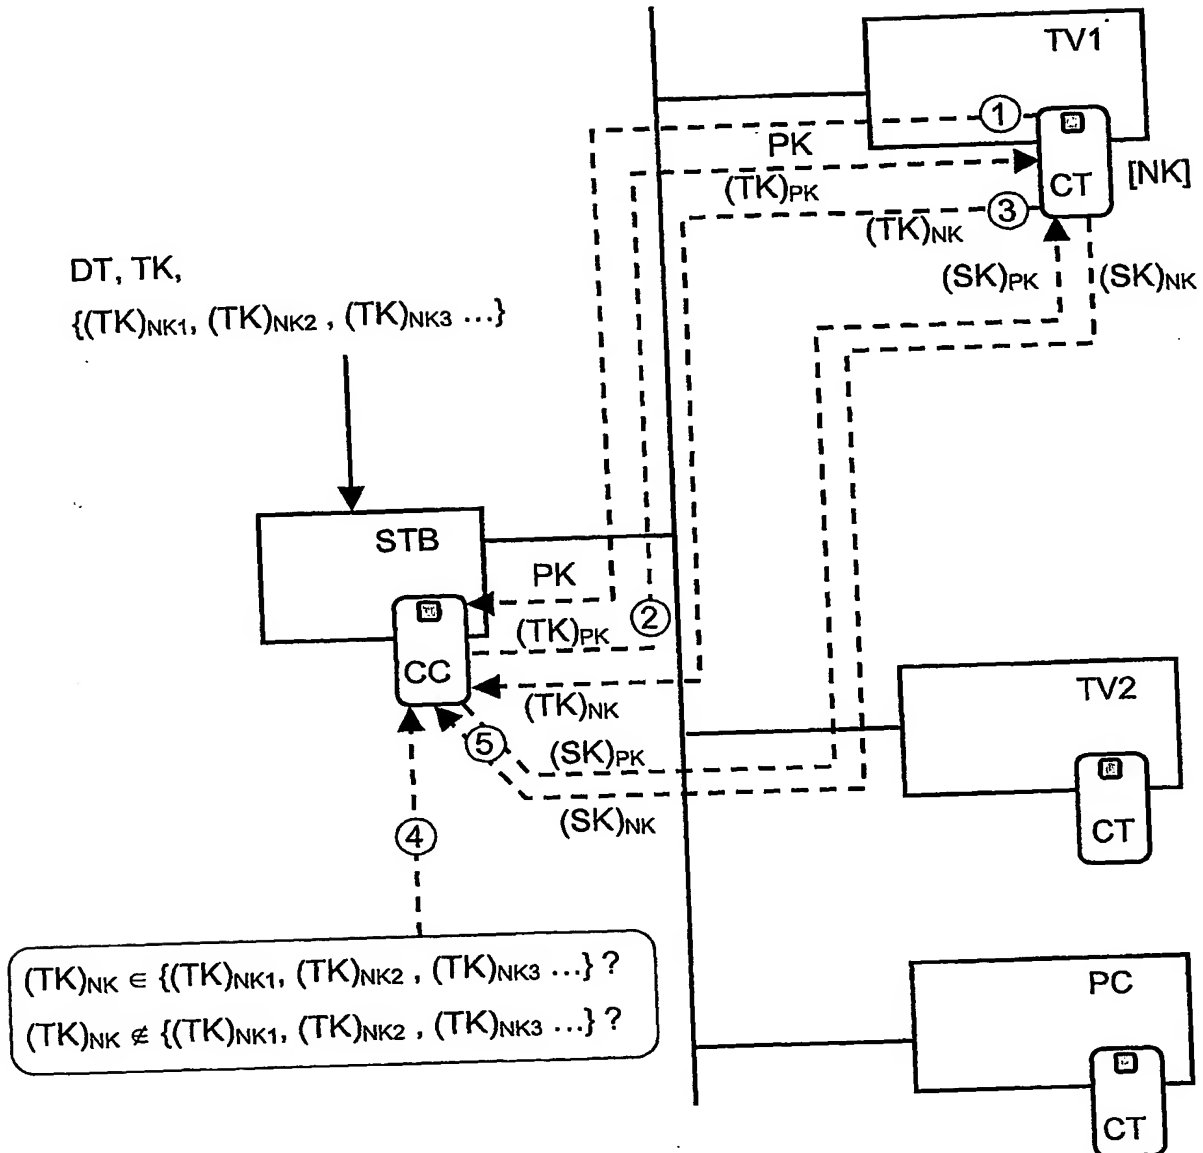 TV1
①
PK
CT
[NK]
(TK)PK
③
(TK)NK
(SK)PK
(SK)NK
DT, TK,
{(TK)NK1, (TK)NK2 , (TK)NK3 ...}
STB
PK
②
(TK)PK
CC
(TK)NK
TV2
⑤
(SK)PK
(SK)NK
CT
④
(TK)NK ∈ {(TK)NK1, (TK)NK2 , (TK)NK3 ...} ?
(TK)NK ∉ {(TK)NK1, (TK)NK2 , (TK)NK3 ...} ?
PC
CT